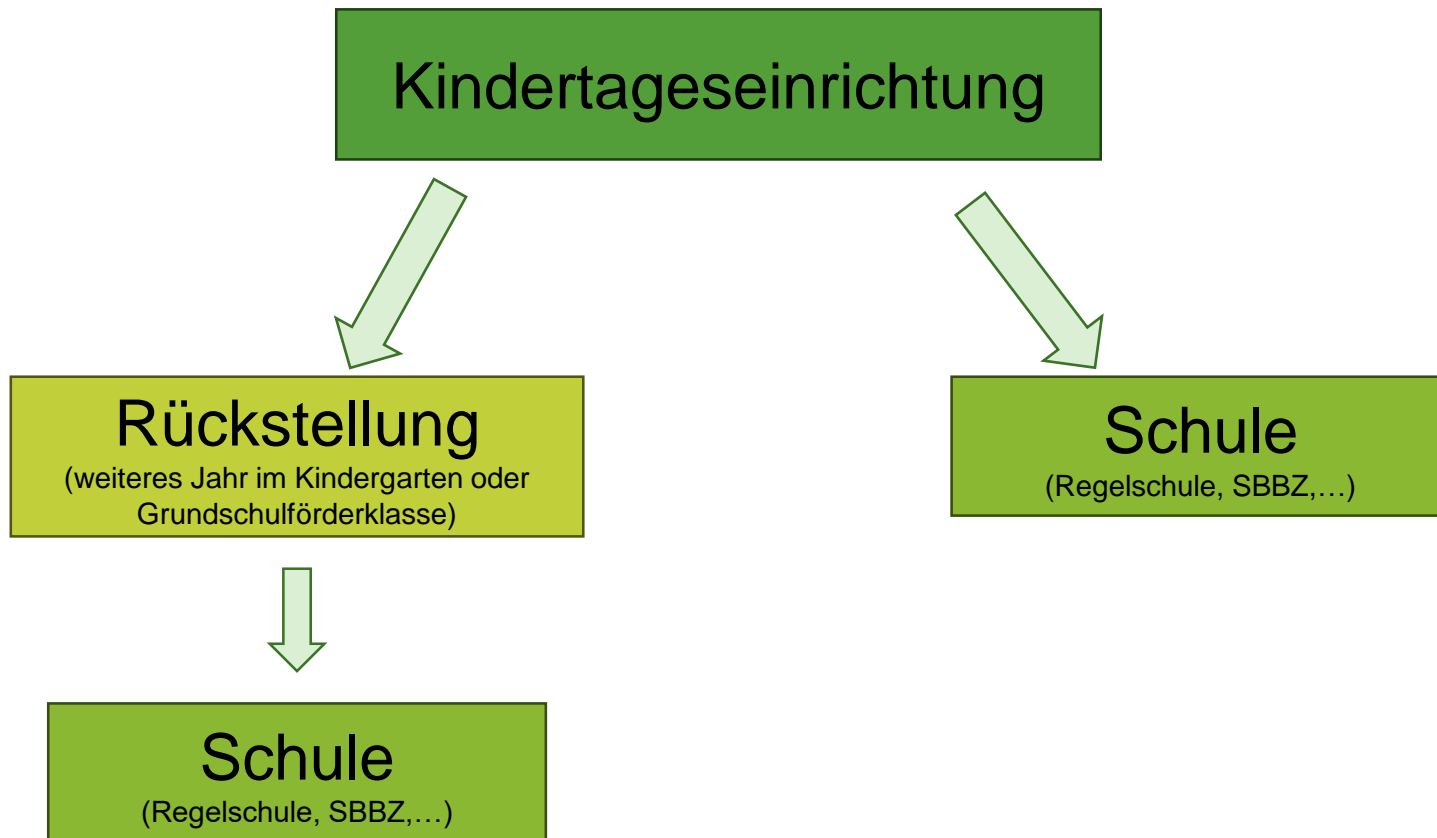 Kindertageseinrichtung
Rückstellung
(weiteres Jahr im Kindergarten oder
Grundschulförderklasse)
Schule
(Regelschule, SBBZ,…)
Schule
(Regelschule, SBBZ,…)